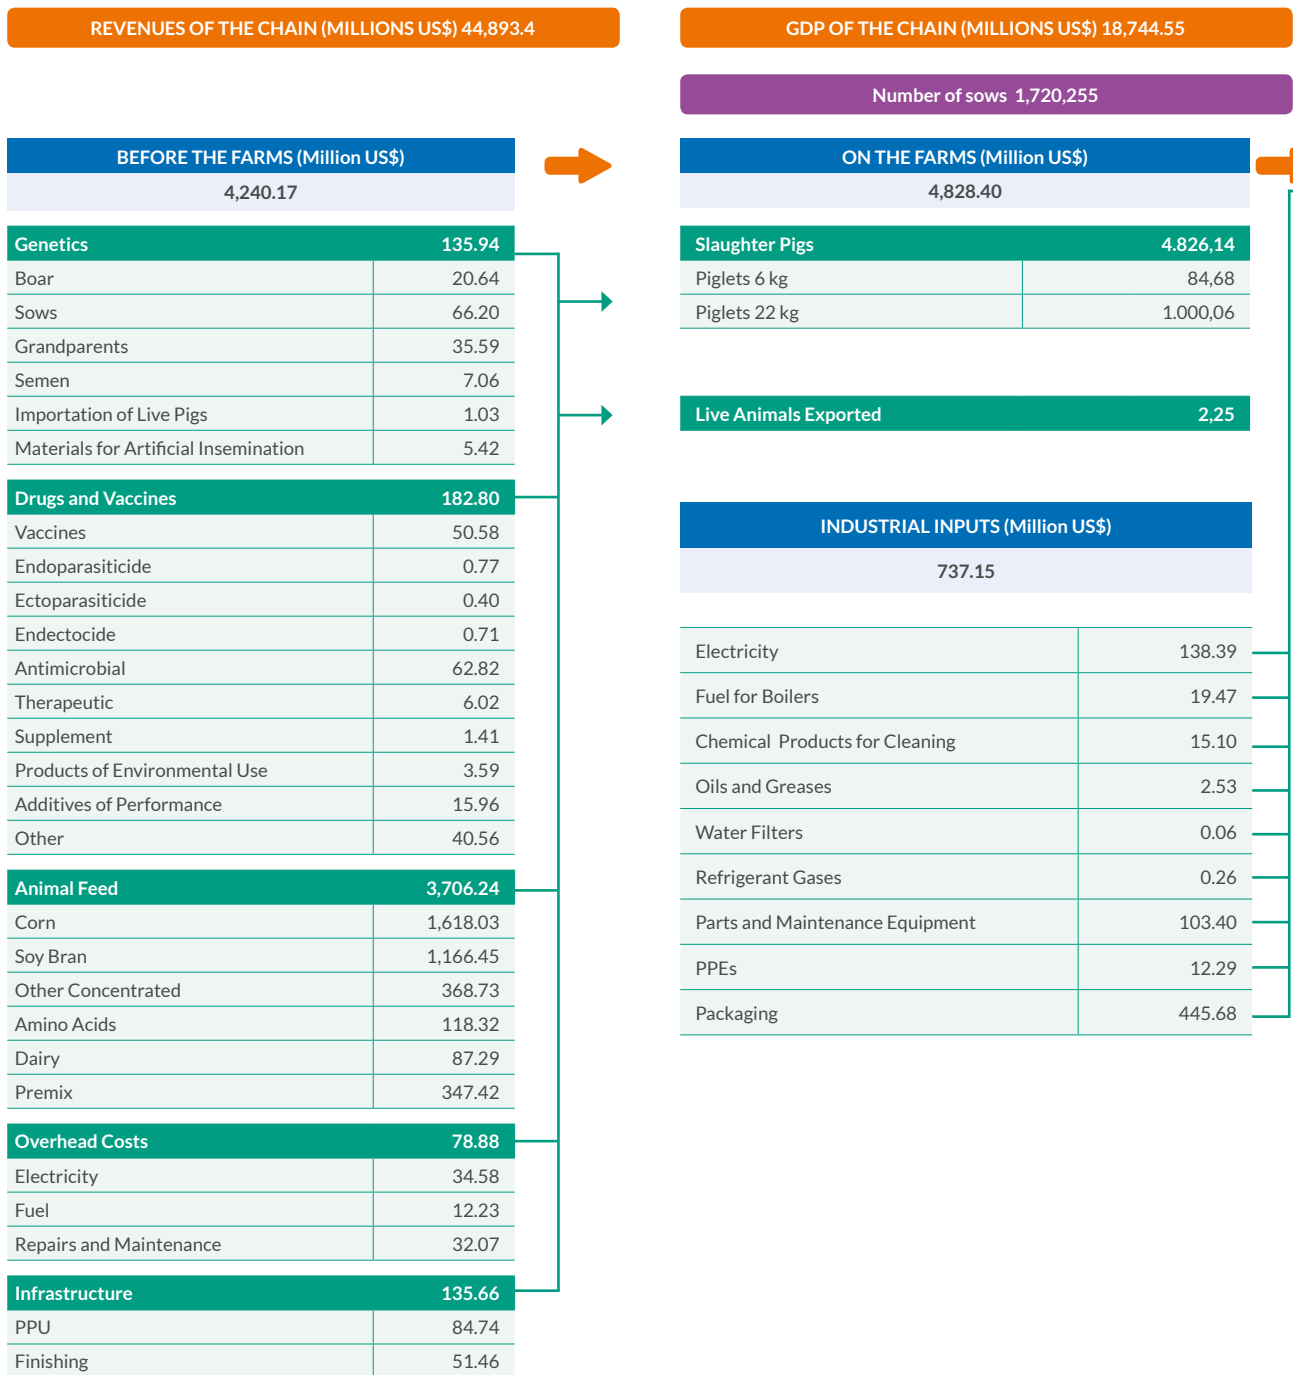 REVENUES OF THE CHAIN (MILLIONS US$) 44,893.4
GDP OF THE CHAIN (MILLIONS US$) 18,744.55
Number of sows 1,720,255
BEFORE THE FARMS (Million US$)
4,240.17
Genetics 135.94
Boar 20.64
Sows 66.20
Grandparents 35.59
Semen 7.06
Importation of Live Pigs 1.03
Materials for Artificial Insemination 5.42
Drugs and Vaccines 182.80
Vaccines 50.58
Endoparasiticide 0.77
Ectoparasiticide 0.40
Endectocide 0.71
Antimicrobial 62.82
Therapeutic 6.02
Supplement 1.41
Products of Environmental Use 3.59
Additives of Performance 15.96
Other 40.56
Animal Feed 3,706.24
Corn 1,618.03
Soy Bran 1,166.45
Other Concentrated 368.73
Amino Acids 118.32
Dairy 87.29
Premix 347.42
Overhead Costs 78.88
Electricity 34.58
Fuel 12.23
Repairs and Maintenance 32.07
Infrastructure 135.66
PPU 84.74
Finishing 51.46
ON THE FARMS (Million US$)
4,828.40
Slaughter Pigs 4.826,14
Piglets 6 kg 84,68
Piglets 22 kg 1.000,06
Live Animals Exported 2,25
INDUSTRIAL INPUTS (Million US$)
737.15
Electricity 138.39
Fuel for Boilers 19.47
Chemical Products for Cleaning 15.10
Oils and Greases 2.53
Water Filters 0.06
Refrigerant Gases 0.26
Parts and Maintenance Equipment 103.40
PPEs 12.29
Packaging 445.68